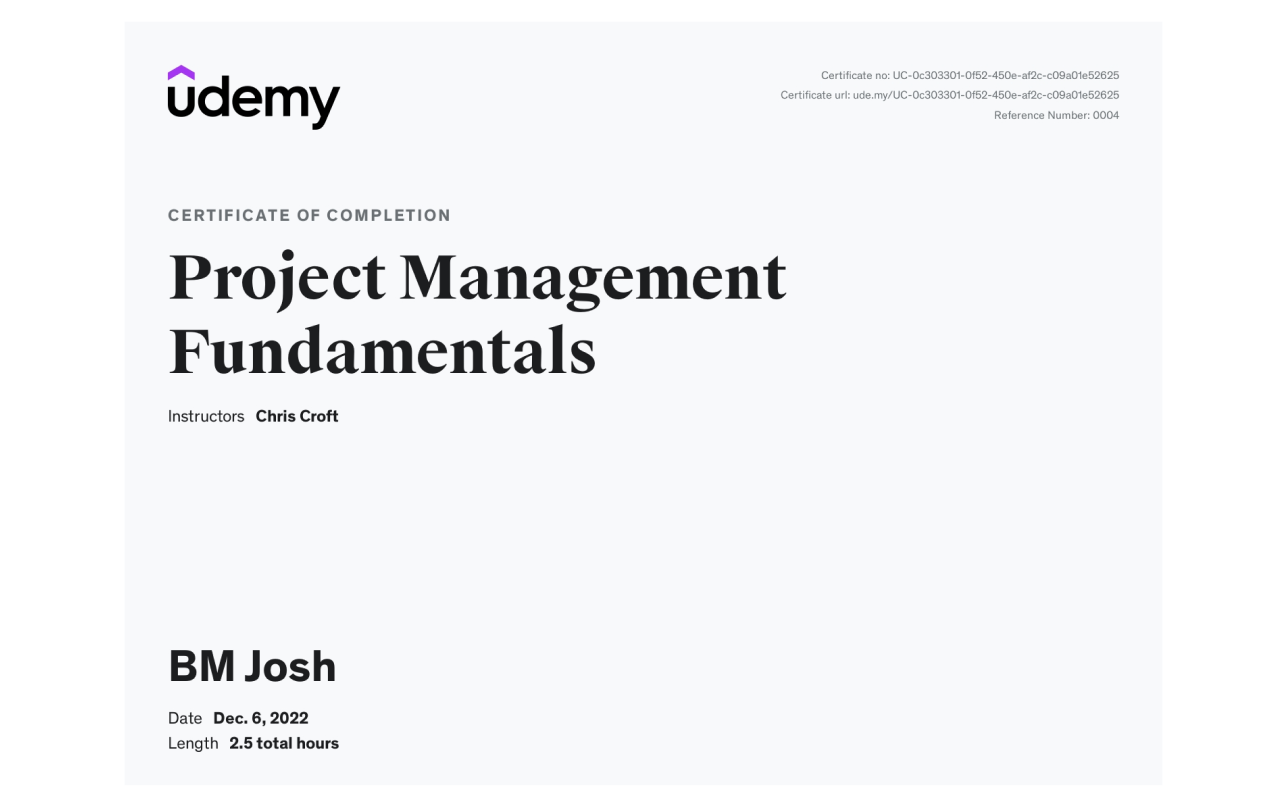 udemy
Certificate no: UC-0c303301-0f52-450e-af2c-c09a01e52625
Certificate url: ude.my/UC-0c303301-0f52-450e-af2c-c09a01e52625
Reference Number: 0004
CERTIFICATE OF COMPLETION
Project Management
Fundamentals
Instructors Chris Croft
BM Josh
Date Dec. 6, 2022
Length 2.5 total hours